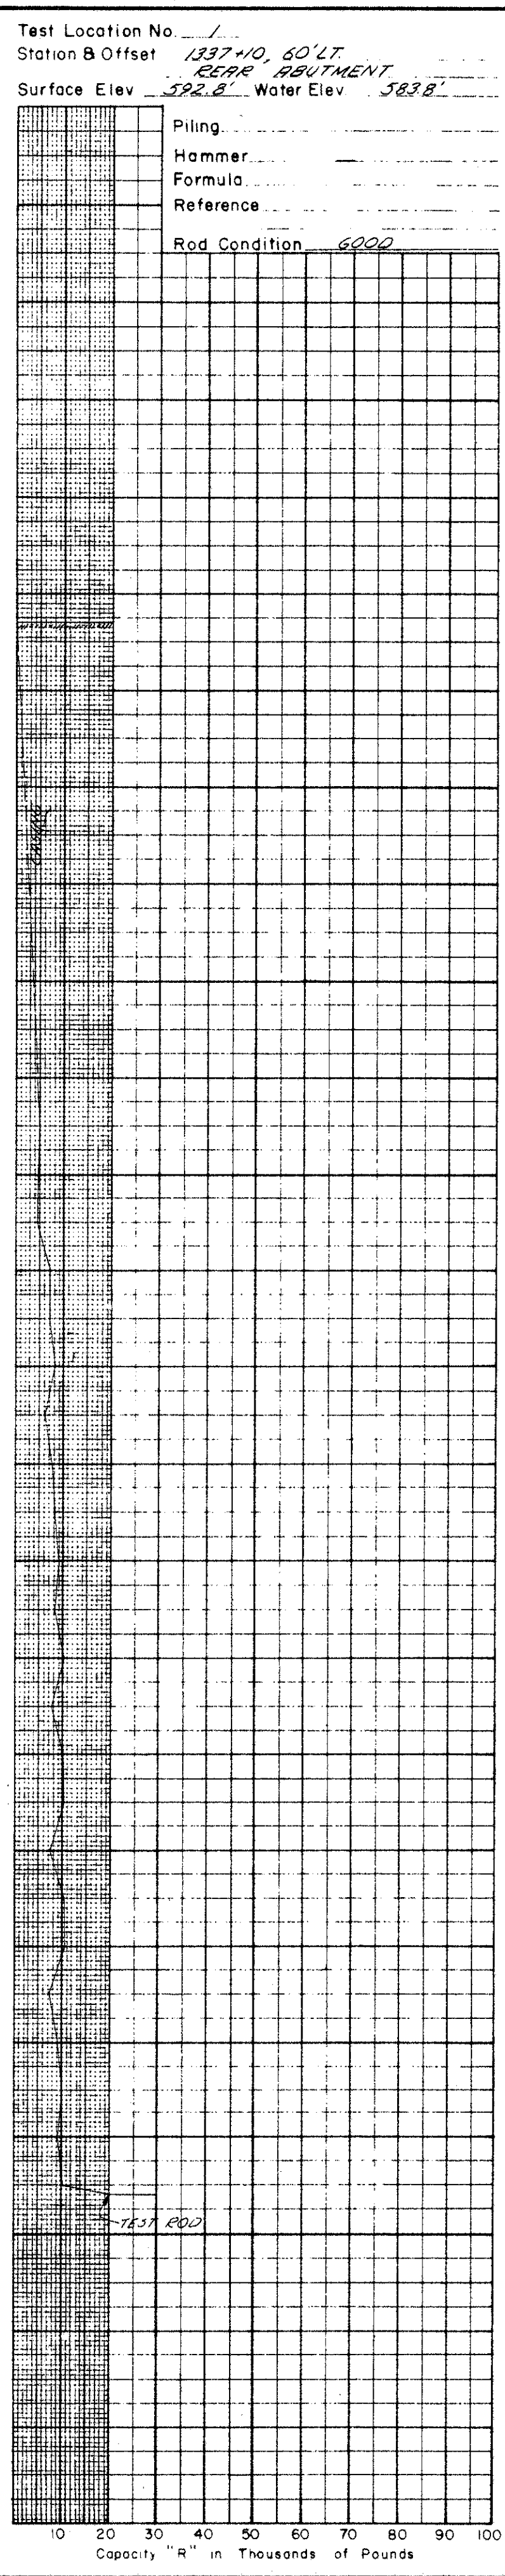 Test Location No. 1
Station & Offset 1337+10, 60' LT.
REAR ABUTMENT
Surface Elev 592.8' Water Elev 583.8'
Piling
Hammer
Formula
Reference
Rod Condition GOOD
CASING
TEST ROD
10 20 30 40 50 60 70 80 90 100
Capacity "R" in Thousands of Pounds